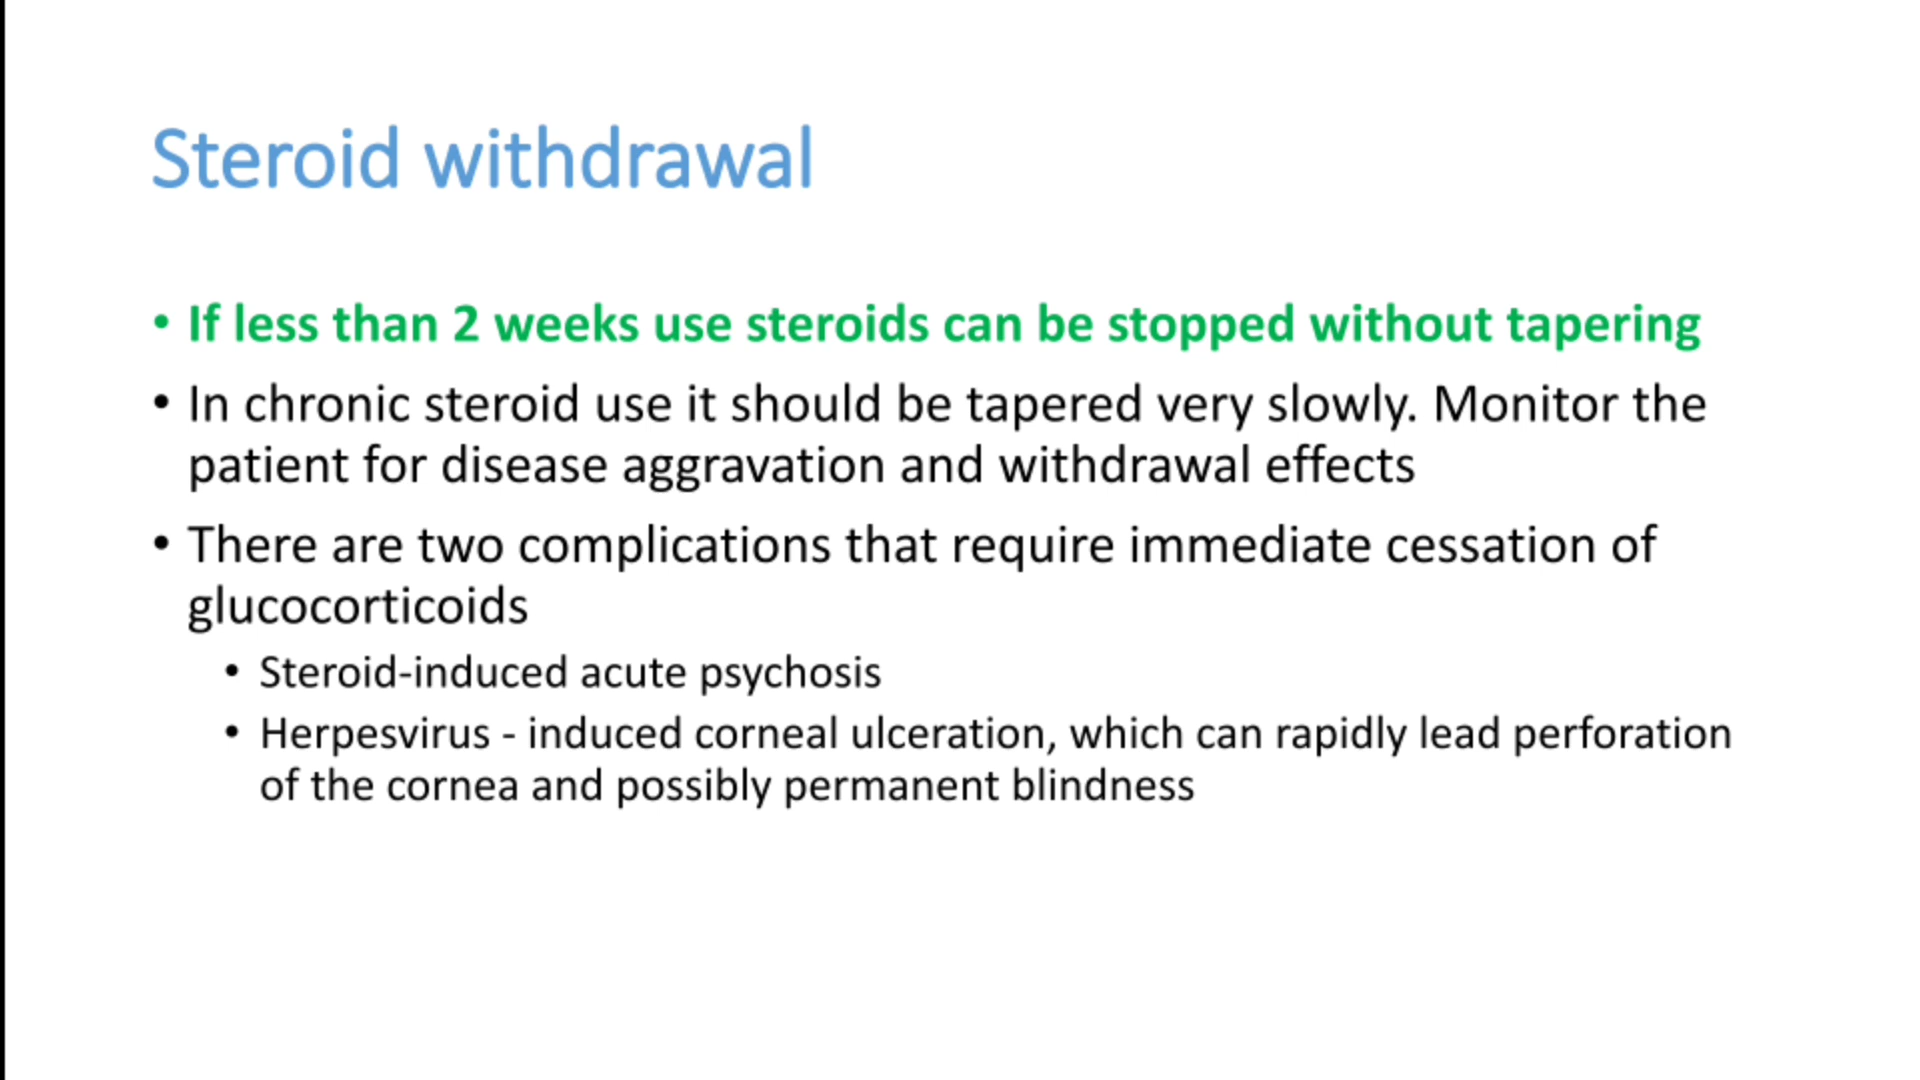 Steroid withdrawal
• If less than 2 weeks use steroids can be stopped without tapering
• In chronic steroid use it should be tapered very slowly. Monitor the
patient for disease aggravation and withdrawal effects
• There are two complications that require immediate cessation of
glucocorticoids
• Steroid-induced acute psychosis
• Herpesvirus - induced corneal ulceration, which can rapidly lead perforation
of the cornea and possibly permanent blindness